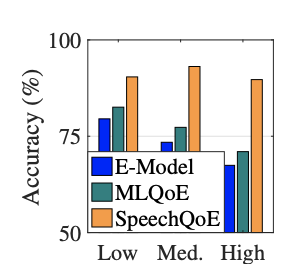 100
75
50
Accuracy (%)
E-Model
MLQoE
SpeechQoE
Low Med. High